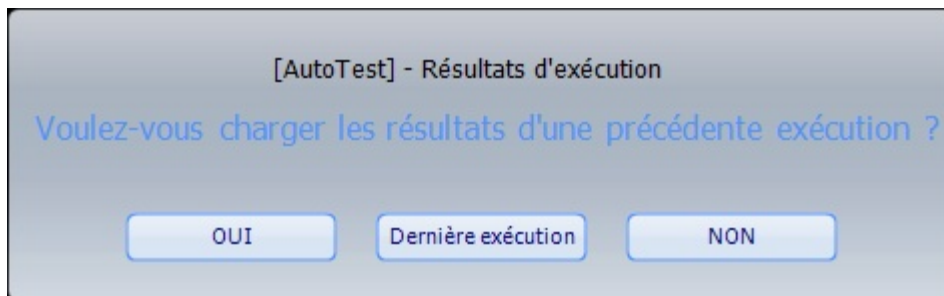 [AutoTest] - Résultats d'exécution
Voulez-vous charger les résultats d'une précédente exécution ?
OUI
Dernière exécution
NON